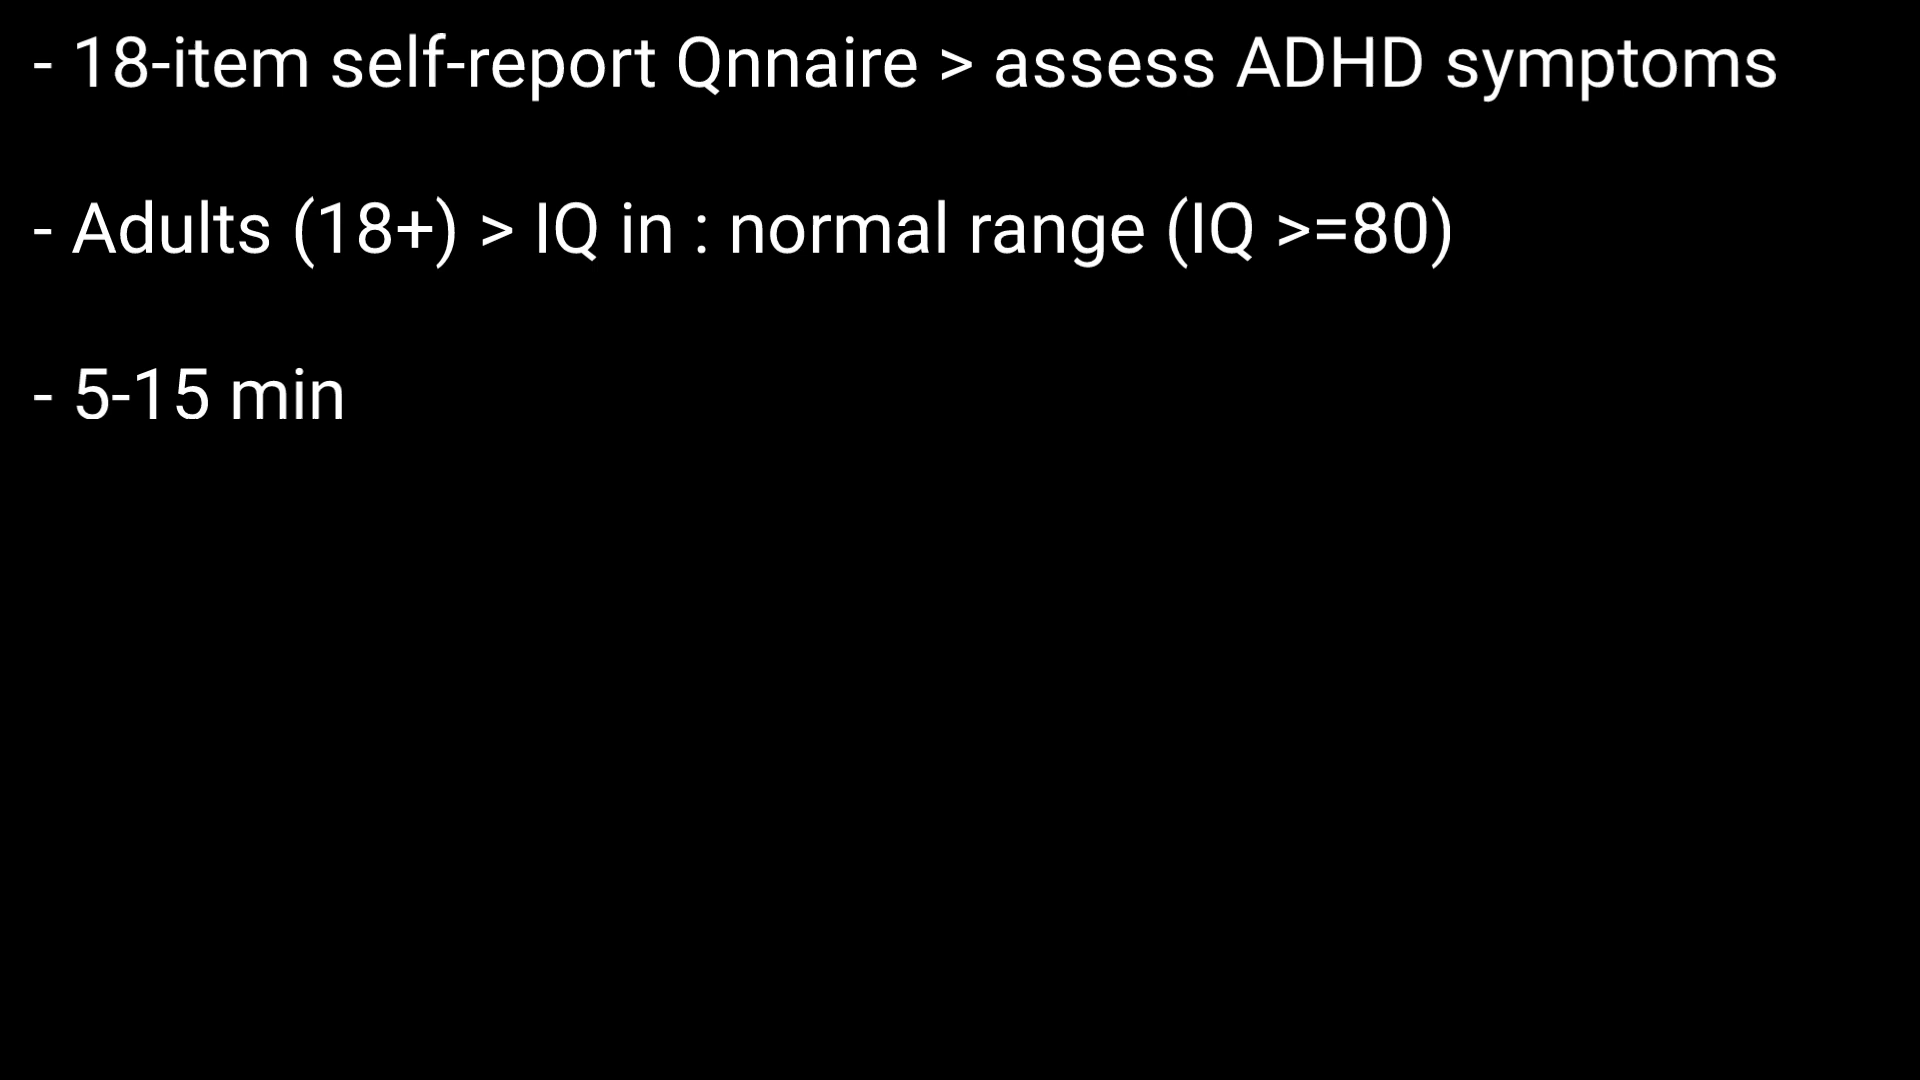 - 18-item self-report Qnnaire > assess ADHD symptoms
- Adults (18+) > IQ in : normal range (IQ >=80)
- 5-15 min